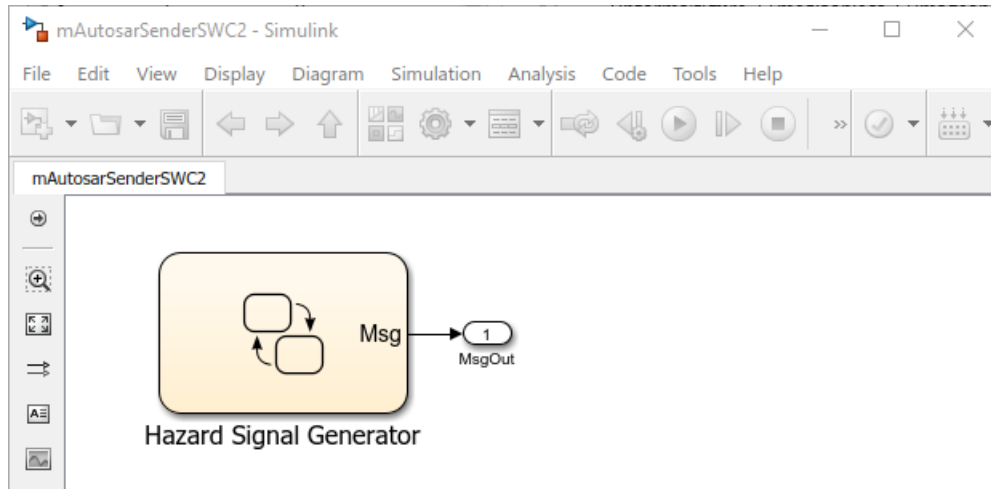 mAutosarSenderSWC2 - Simulink
File Edit View Display Diagram Simulation Analysis Code Tools Help
»
mAutosarSenderSWC2
A
Msg
1
MsgOut
Hazard Signal Generator